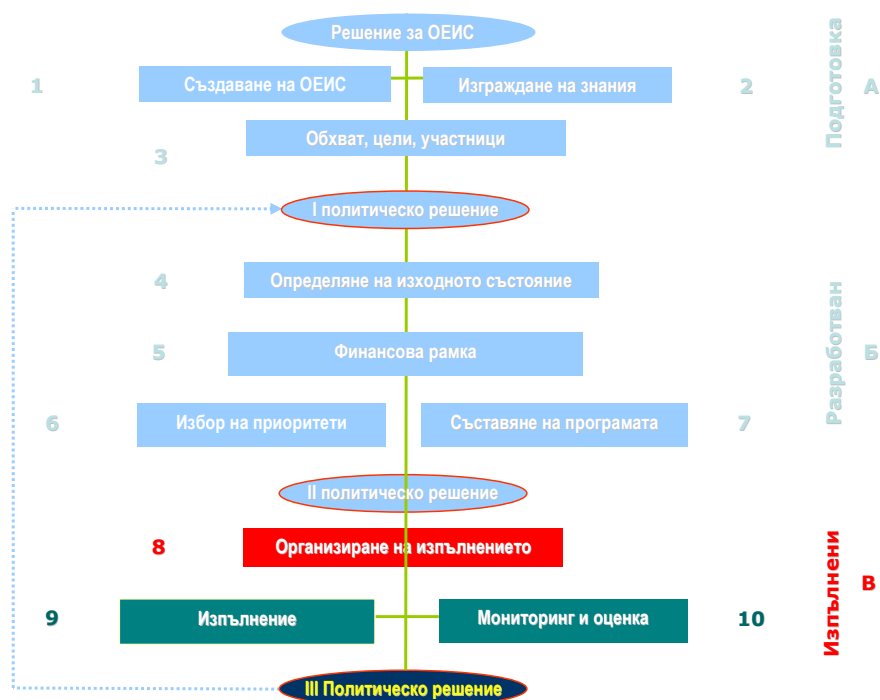 Решение за ОЕИС
1
Създаване на ОЕИС
Изграждане на знания
2
Подготовка
А
3
Обхват, цели, участници
I политическо решение
4
Определяне на изходното състояние
5
Финансова рамка
Разработван
Б
6
Избор на приоритети
Съставяне на програмата
7
II политическо решение
8
Организиране на изпълнението
Изпълнени
В
9
Изпълнение
Мониторинг и оценка
10
III Политическо решение